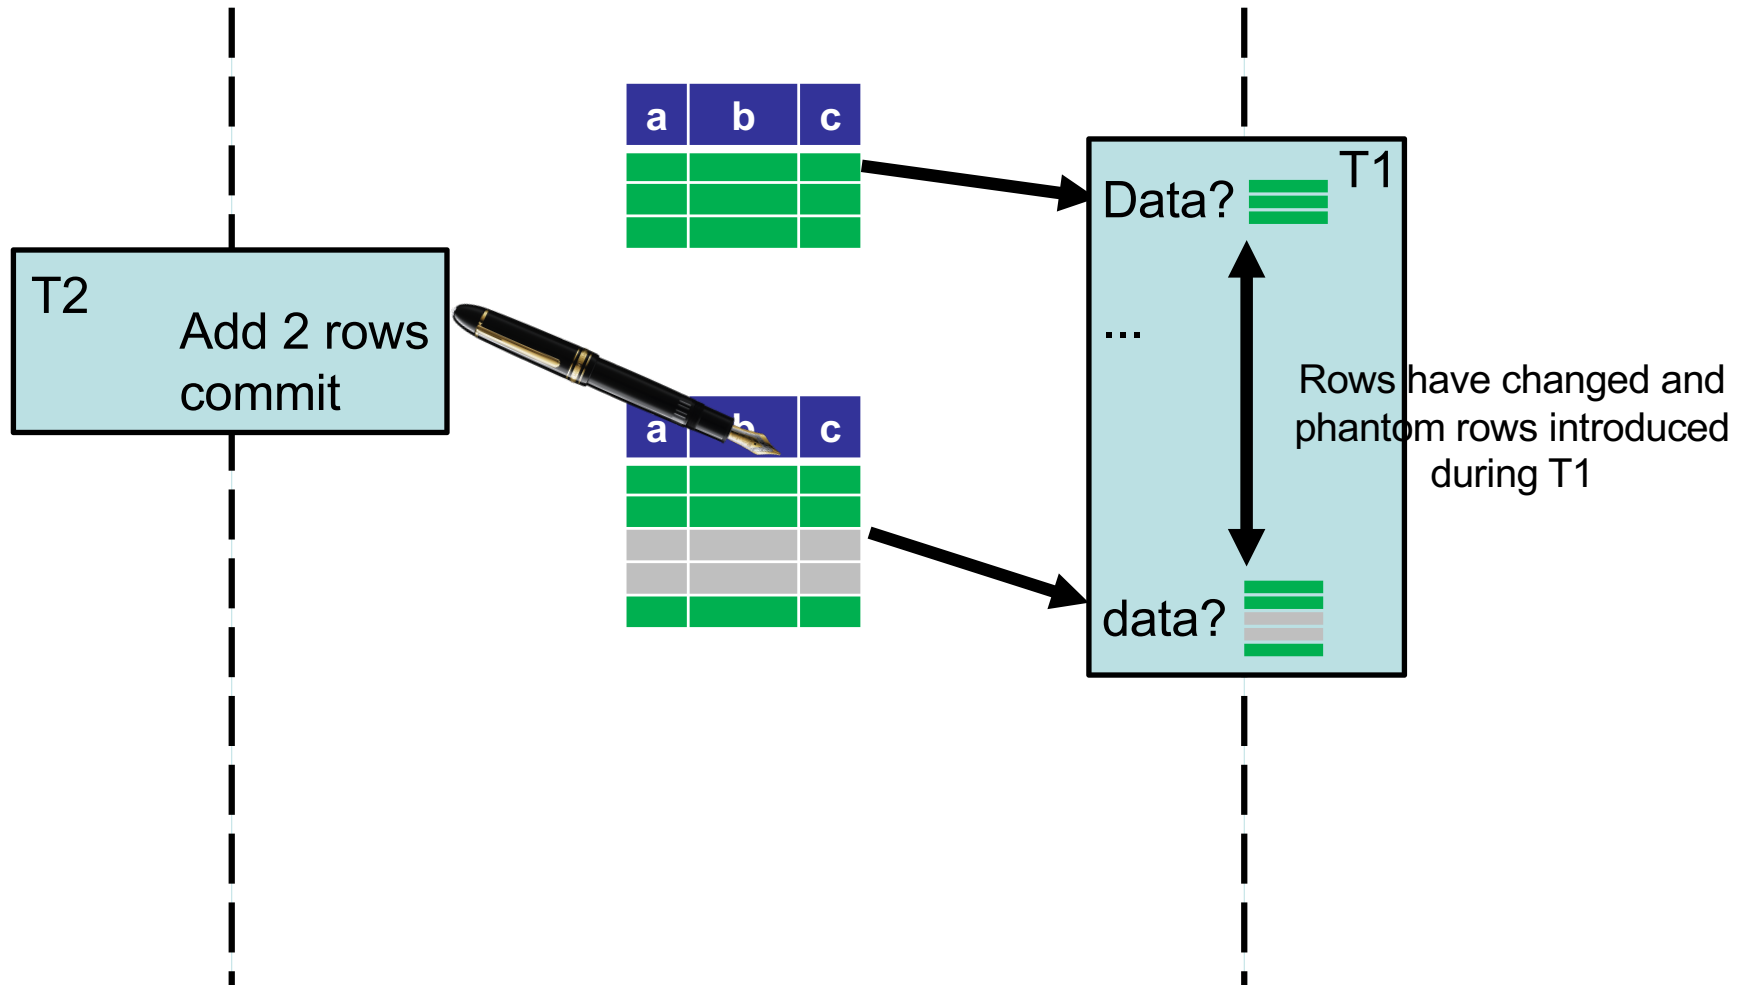 a b c
T1
Data?
T2
Add 2 rows
commit
...
Rows have changed and
phantom rows introduced
during T1
a b c
data?